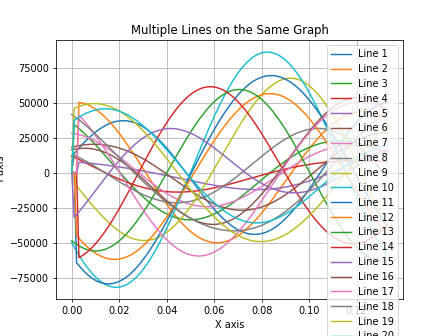 Multiple Lines on the Same Graph
75000
50000
25000
0
−25000
−50000
−75000
0.00
0.02
0.04
0.06
0.08
0.10
X axis
Line 1
Line 2
Line 3
Line 4
Line 5
Line 6
Line 7
Line 8
Line 9
Line 10
Line 11
Line 12
Line 13
Line 14
Line 15
Line 16
Line 17
Line 18
Line 19
Line 20